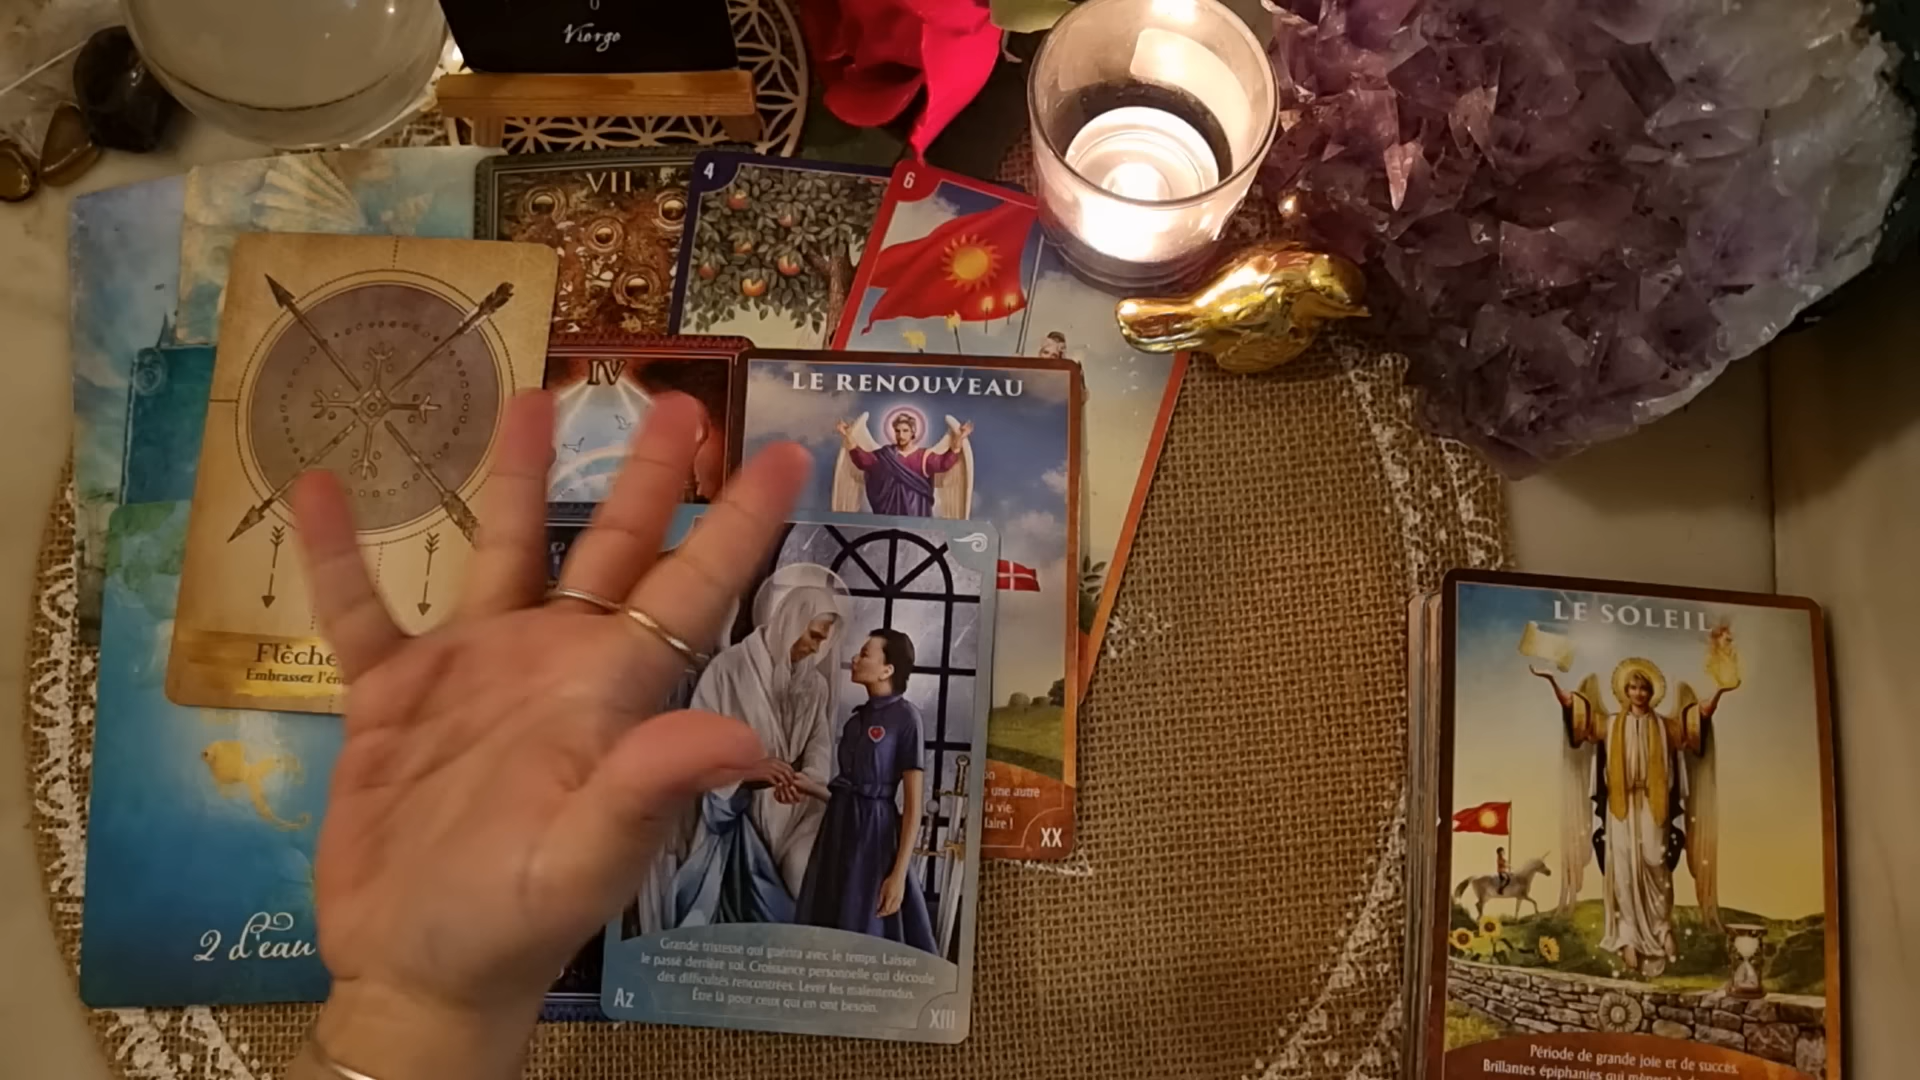 Vierge
VII
4
6
IV
LE RENOUVEAU
Flèche
Embrassez l'én
une autre
la vie.
laire !
XX
2 d'eau
Grande tristesse qui guérira avec le temps. Laisser
le passé derrière soi. Croissance personnelle qui découle
des difficultés rencontrées. Lever les malentendus.
Être là pour ceux qui en ont besoin.
Az
XIII
LE SOLEIL
Période de grande joie et de succès.
Brillantes épiphanies qui